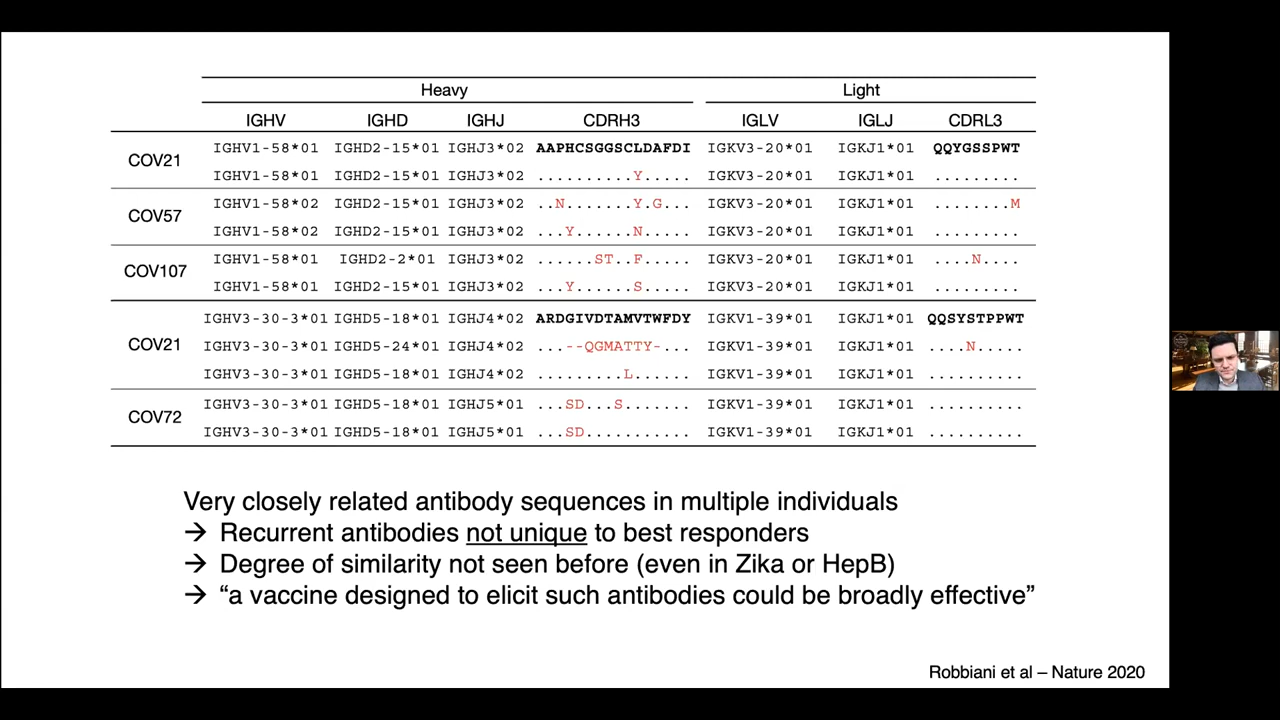 Heavy Light
IGHV IGHD IGHJ CDRH3 IGLV IGLJ CDRL3
COV21
IGHV1-58*01 IGHD2-15*01 IGHJ3*02 AAPHCSGGSCLDAFDI IGKV3-20*01 IGKJ1*01 QQYGSSPWT
IGHV1-58*01 IGHD2-15*01 IGHJ3*02 ..........Y..... IGKV3-20*01 IGKJ1*01 .........
COV57
IGHV1-58*02 IGHD2-15*01 IGHJ3*02 ..N.......Y.G... IGKV3-20*01 IGKJ1*01 ........M
IGHV1-58*02 IGHD2-15*01 IGHJ3*02 ...Y......N..... IGKV3-20*01 IGKJ1*01 .........
COV107
IGHV1-58*01 IGHD2-2*01 IGHJ3*02 ......ST..F..... IGKV3-20*01 IGKJ1*01 ....N....
IGHV1-58*01 IGHD2-15*01 IGHJ3*02 ...Y......S..... IGKV3-20*01 IGKJ1*01 .........
COV21
IGHV3-30-3*01 IGHD5-18*01 IGHJ4*02 ARDGIVDTAMVTWFDY IGKV1-39*01 IGKJ1*01 QQSYSTPPWT
IGHV3-30-3*01 IGHD5-24*01 IGHJ4*02 ...--QGMATTY-... IGKV1-39*01 IGKJ1*01 ....N.....
IGHV3-30-3*01 IGHD5-18*01 IGHJ4*02 .........L...... IGKV1-39*01 IGKJ1*01 ..........
COV72
IGHV3-30-3*01 IGHD5-18*01 IGHJ5*01 ...SD...S....... IGKV1-39*01 IGKJ1*01 ..........
IGHV3-30-3*01 IGHD5-18*01 IGHJ5*01 ...SD........... IGKV1-39*01 IGKJ1*01 ..........
Very closely related antibody sequences in multiple individuals
→ Recurrent antibodies not unique to best responders
→ Degree of similarity not seen before (even in Zika or HepB)
→ “a vaccine designed to elicit such antibodies could be broadly effective”
Robbiani et al – Nature 2020